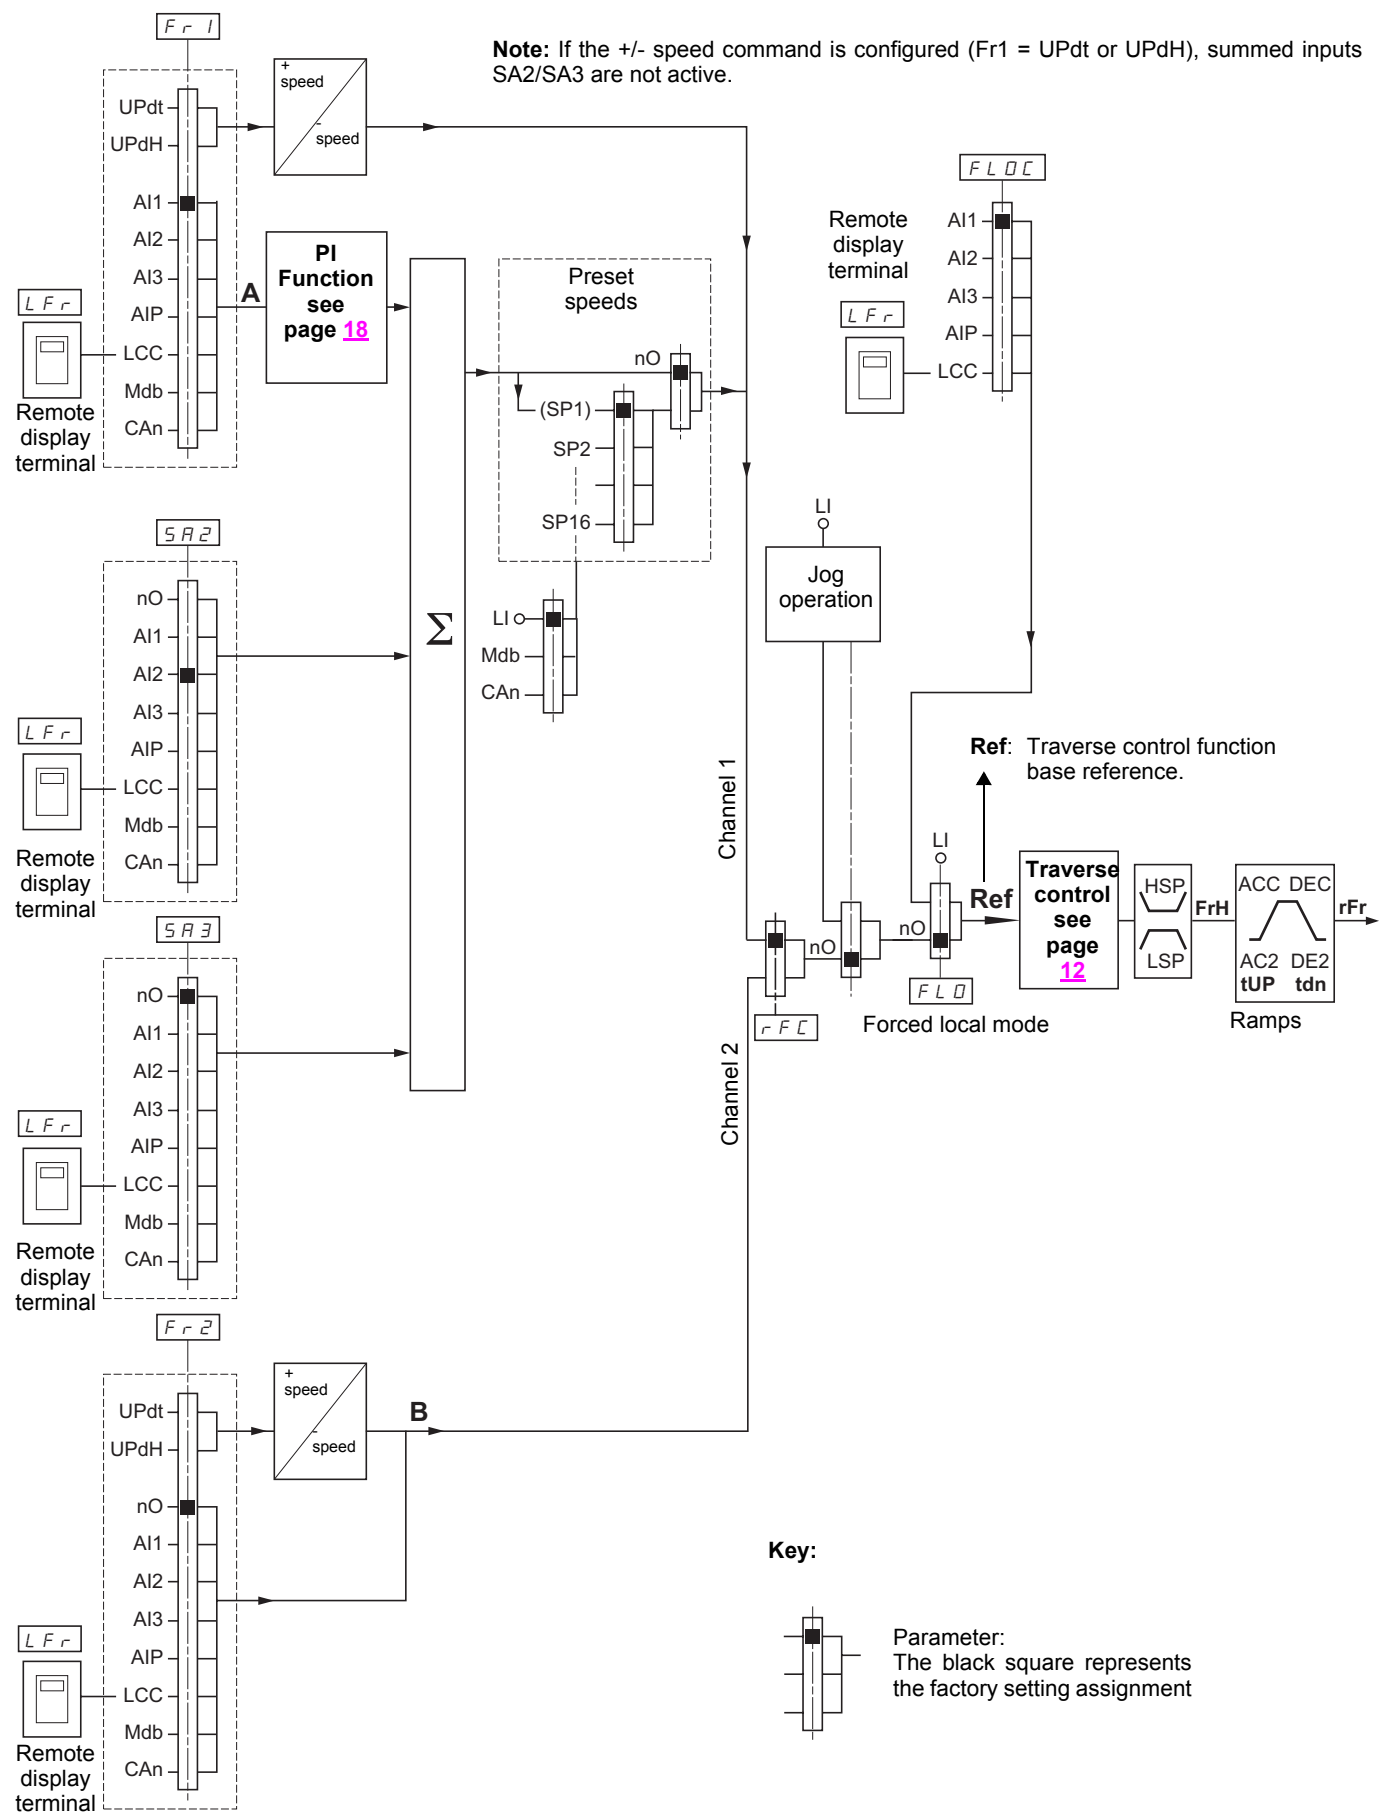 Fr1
Note: If the +/- speed command is configured (Fr1 = UPdt or UPdH), summed inputs
SA2/SA3 are not active.
UPdt
UPdH
AI1
AI2
AI3
AIP
LCC
Mdb
CAn
LFr
Remote
display
terminal
+
speed
-
speed
A
PI
Function
see
page 18
Preset
speeds
nO
(SP1)
SP2
SP16
LI
Mdb
CAn
Σ
FLOC
Remote
display
terminal
LFr
AI1
AI2
AI3
AIP
LCC
LI
Jog
operation
SA2
nO
AI1
AI2
AI3
AIP
LCC
Mdb
CAn
LFr
Remote
display
terminal
Channel 1
Ref: Traverse control function
base reference.
LI
Ref
nO
nO
rFC
FLO
Forced local mode
Traverse
control
see
page
12
HSP
LSP
FrH
ACC DEC
AC2 DE2
tUP tdn
Ramps
rFr
SA3
nO
AI1
AI2
AI3
AIP
LCC
Mdb
CAn
LFr
Remote
display
terminal
Channel 2
Fr2
UPdt
UPdH
nO
AI1
AI2
AI3
AIP
LCC
Mdb
CAn
LFr
Remote
display
terminal
+
speed
-
speed
B
Key:
Parameter:
The black square represents
the factory setting assignment